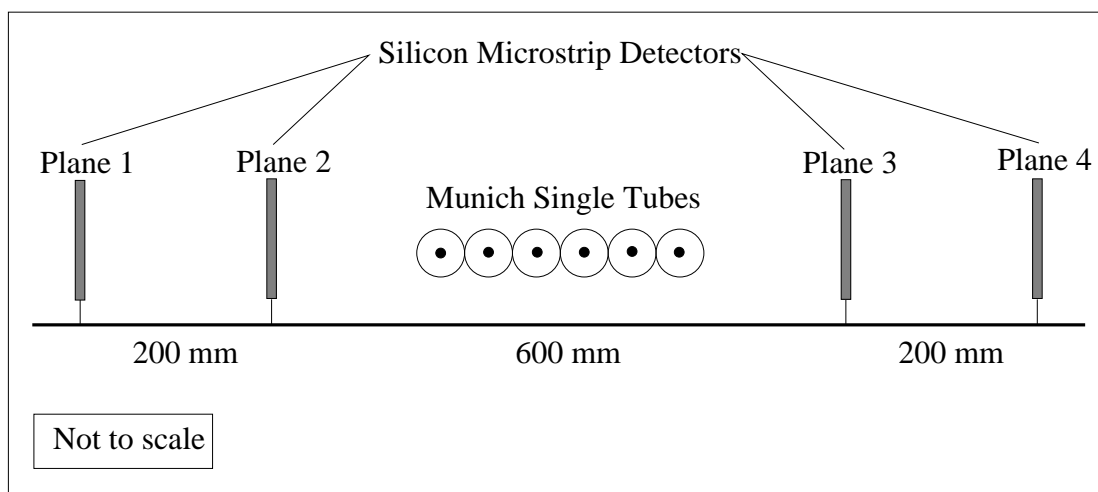 Silicon Microstrip Detectors
Plane 1
Plane 2
Plane 3
Plane 4
Munich Single Tubes
200 mm
600 mm
200 mm
Not to scale